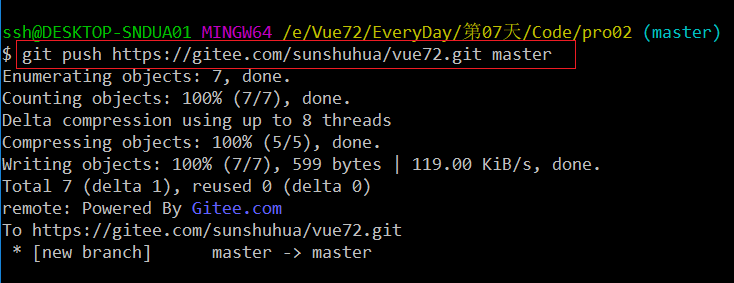 ssh@DESKTOP-SNDUA01 MINGW64 /e/Vue72/EveryDay/第07天/Code/pro02 (master)
$ git push https://gitee.com/sunshuhua/vue72.git master
Enumerating objects: 7, done.
Counting objects: 100% (7/7), done.
Delta compression using up to 8 threads
Compressing objects: 100% (5/5), done.
Writing objects: 100% (7/7), 599 bytes | 119.00 KiB/s, done.
Total 7 (delta 1), reused 0 (delta 0)
remote: Powered By Gitee.com
To https://gitee.com/sunshuhua/vue72.git
 * [new branch]      master -> master